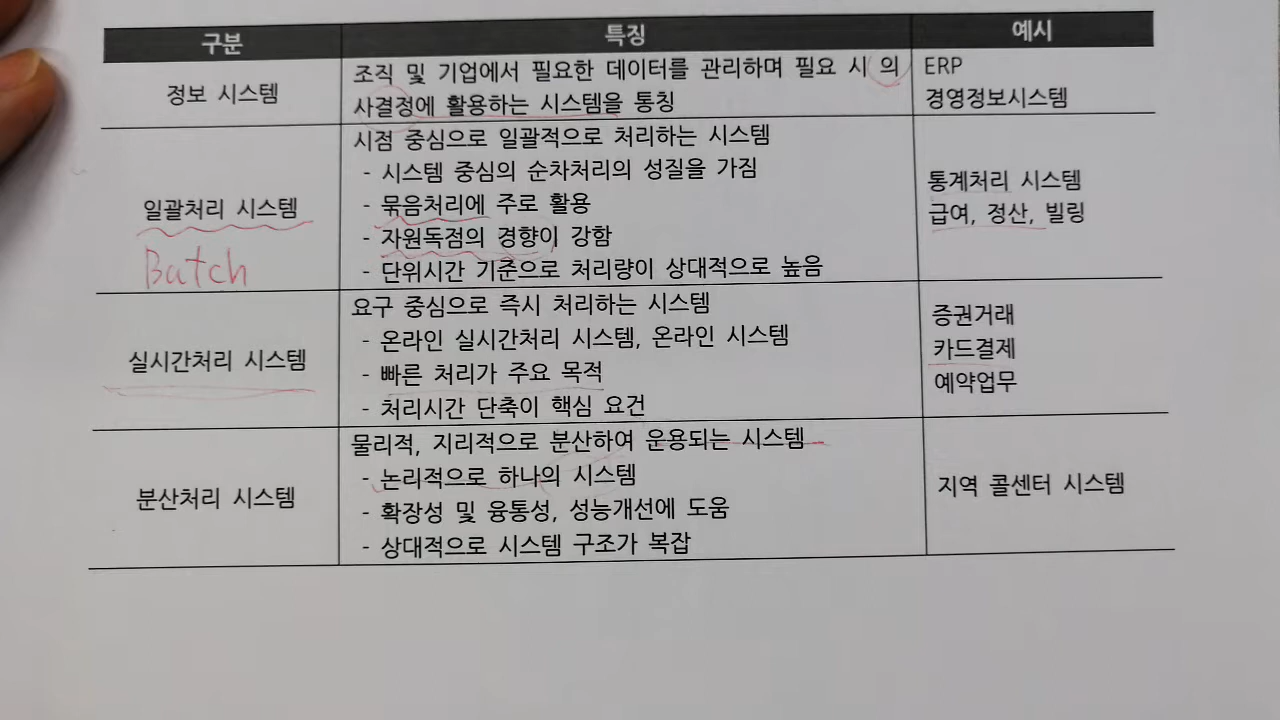 구분 특징 예시
정보 시스템
조직 및 기업에서 필요한 데이터를 관리하며 필요 시 의
사결정에 활용하는 시스템을 통칭
ERP
경영정보시스템
일괄처리 시스템
Batch
시점 중심으로 일괄적으로 처리하는 시스템
- 시스템 중심의 순차처리의 성질을 가짐
- 묶음처리에 주로 활용
- 자원독점의 경향이 강함
- 단위시간 기준으로 처리량이 상대적으로 높음
통계처리 시스템
급여, 정산, 빌링
실시간처리 시스템
요구 중심으로 즉시 처리하는 시스템
- 온라인 실시간처리 시스템, 온라인 시스템
- 빠른 처리가 주요 목적
- 처리시간 단축이 핵심 요건
증권거래
카드결제
예약업무
분산처리 시스템
물리적, 지리적으로 분산하여 운용되는 시스템
- 논리적으로 하나의 시스템
- 확장성 및 융통성, 성능개선에 도움
- 상대적으로 시스템 구조가 복잡
지역 콜센터 시스템